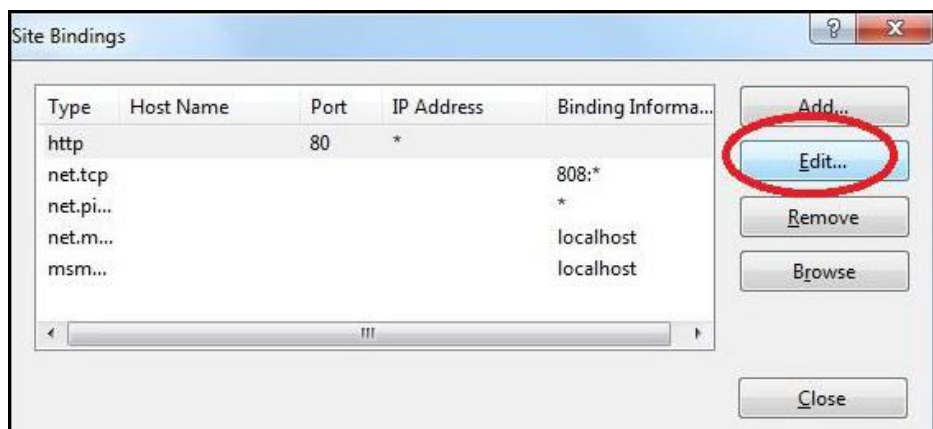 Site Bindings
Type Host Name Port IP Address Binding Informa... Add...
http 80 * Edit...
net.tcp 808:*
net.pi... * Remove
net.m... localhost
msm... localhost Browse
Close